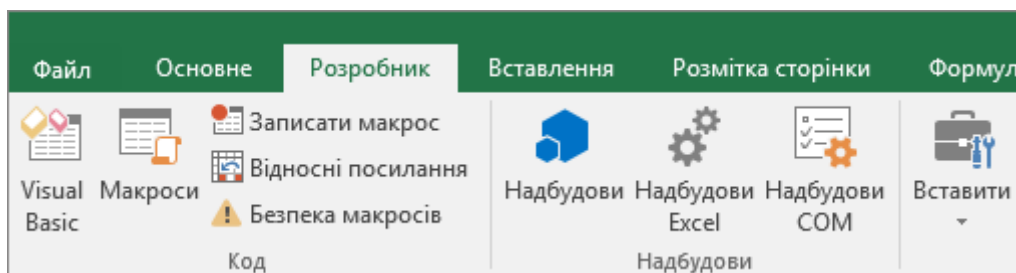 Файл Основне Розробник Вставлення Розмітка сторінки Формул
Visual Basic
Макроси
Записати макрос
Відносні посилання
Безпека макросів
Код
Надбудови
Надбудови Excel
Надбудови COM
Надбудови
Вставити